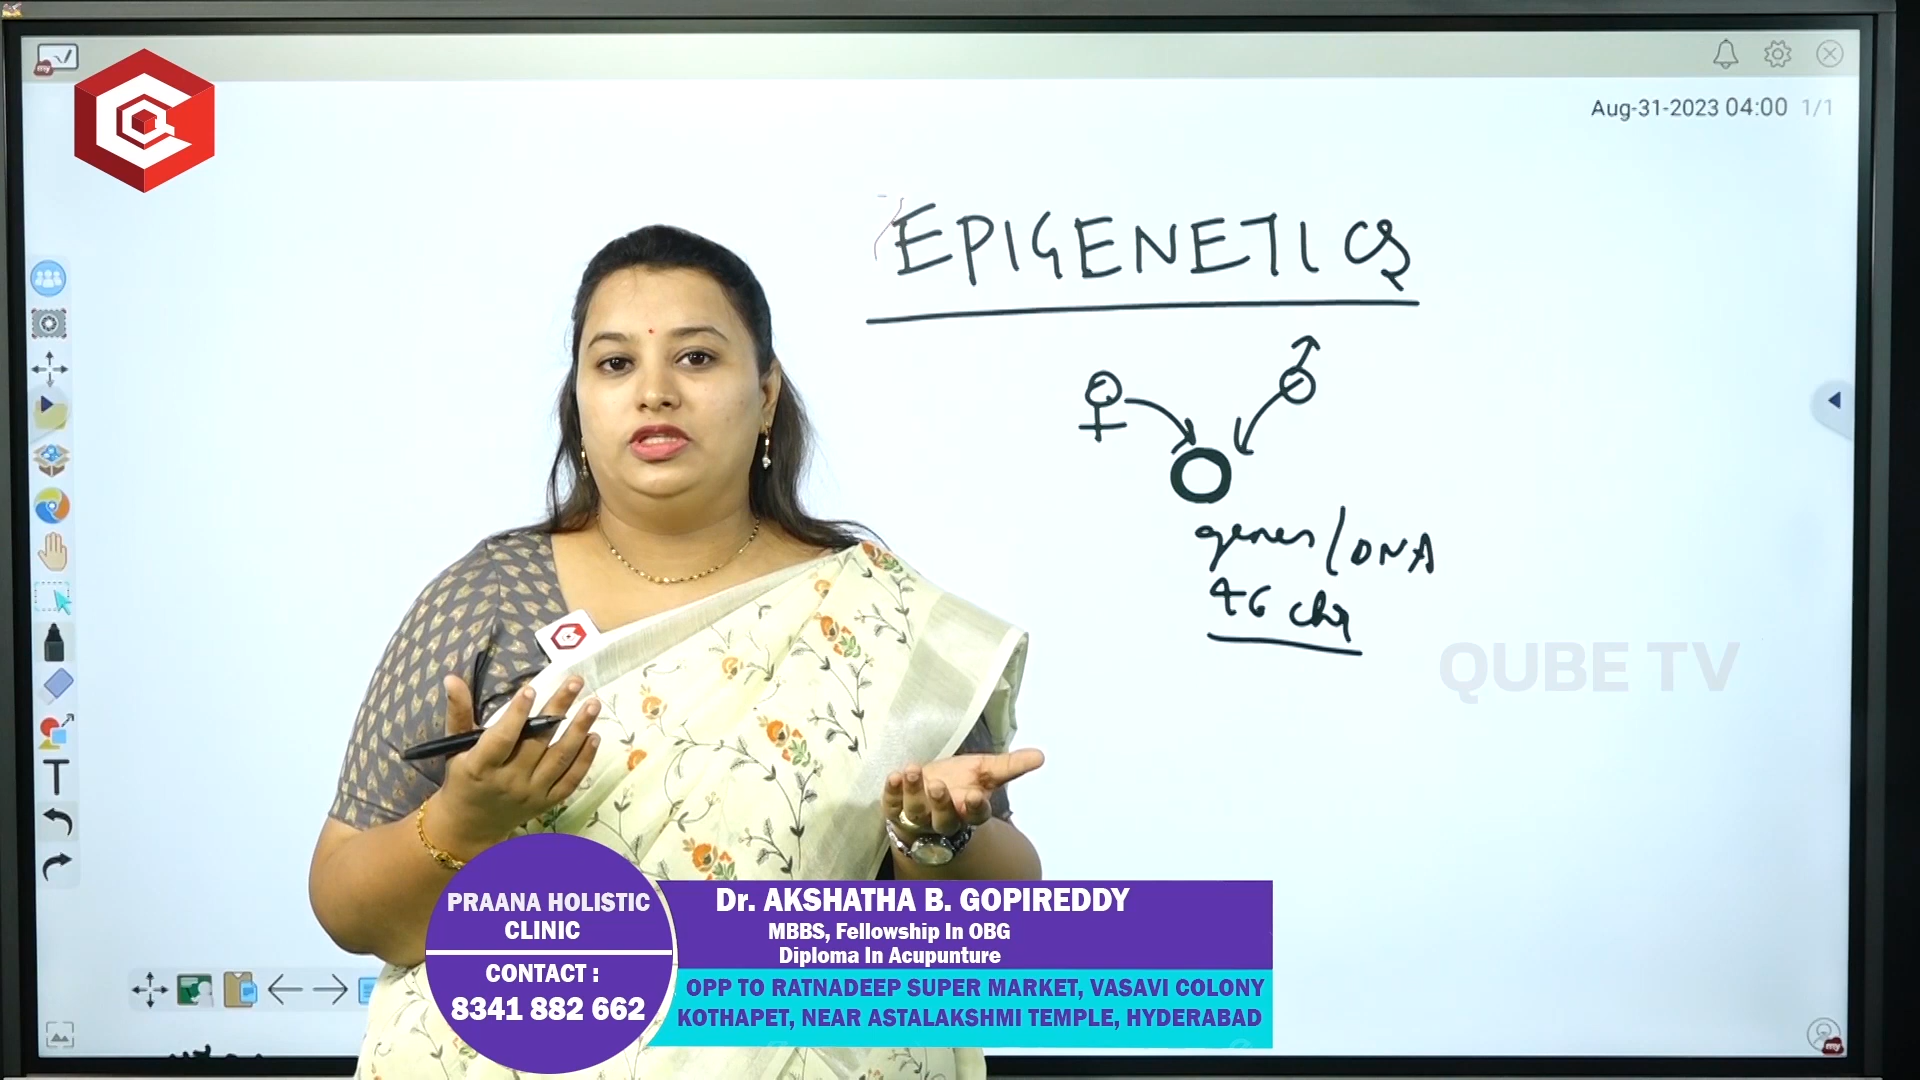 Aug-31-2023 04:00 1/1
EPIGENETICS
genes/DNA
46 chr
QUBE TV
PRAANA HOLISTIC
CLINIC
CONTACT :
8341 882 662
Dr. AKSHATHA B. GOPIREDDY
MBBS, Fellowship In OBG
Diploma In Acupunture
OPP TO RATNADEEP SUPER MARKET, VASAVI COLONY
KOTHAPET, NEAR ASTALAKSHMI TEMPLE, HYDERABAD